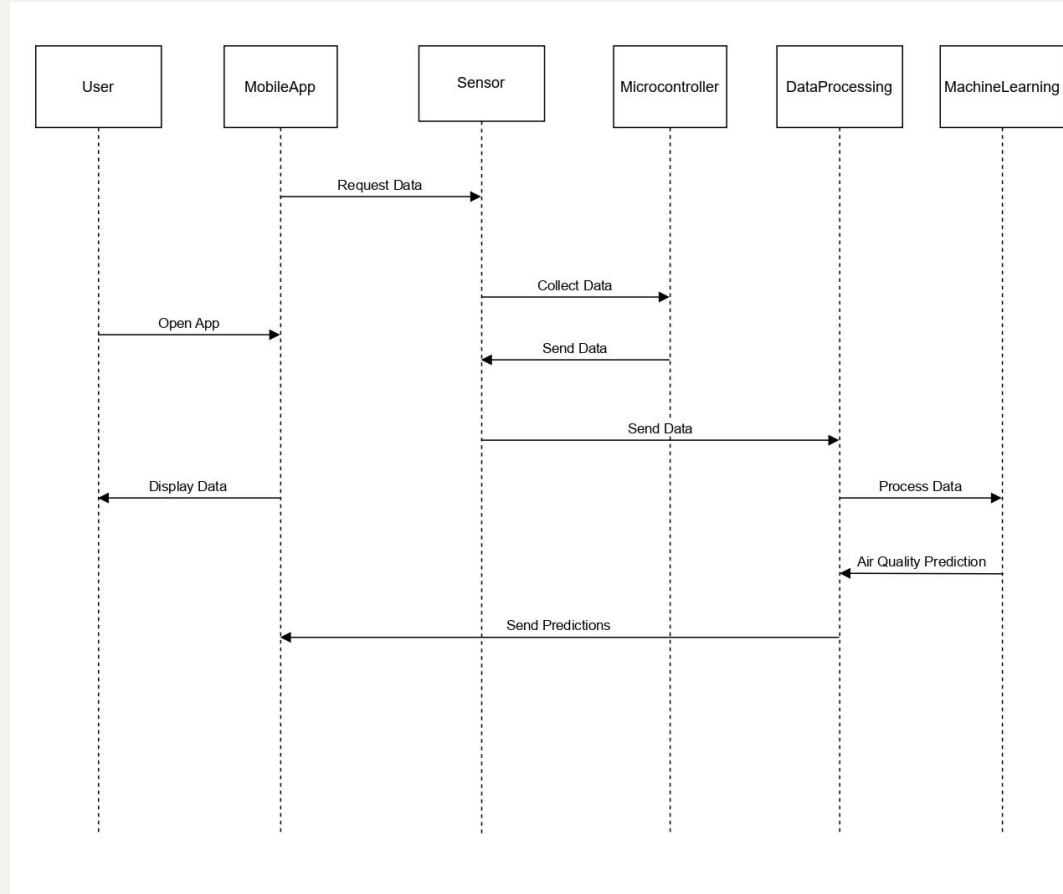 User
MobileApp
Sensor
Microcontroller
DataProcessing
MachineLearning
Request Data
Collect Data
Open App
Send Data
Send Data
Display Data
Process Data
Air Quality Prediction
Send Predictions